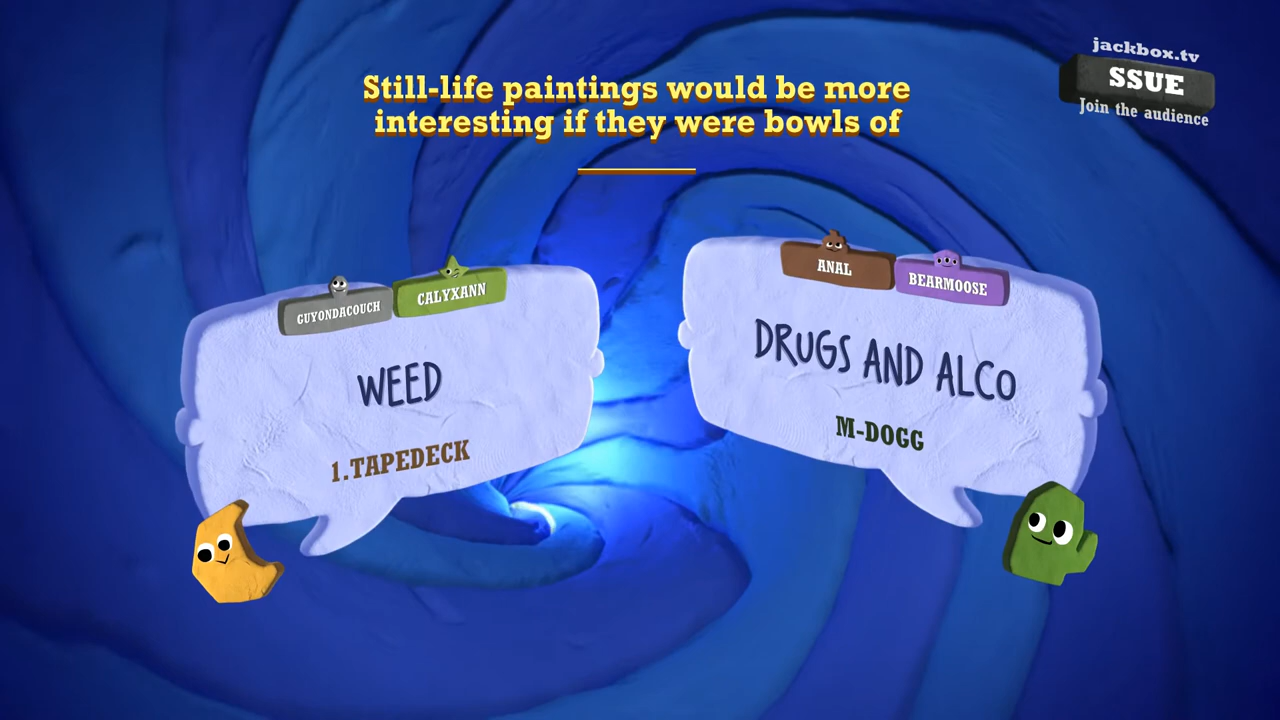 jackbox.tv
SSUE
Join the audience
Still-life paintings would be more
interesting if they were bowls of
GUYONDACOUCH
CALYXANN
WEED
1.TAPEDECK
ANAL
BEARMOOSE
DRUGS AND ALCO
M-DOGG